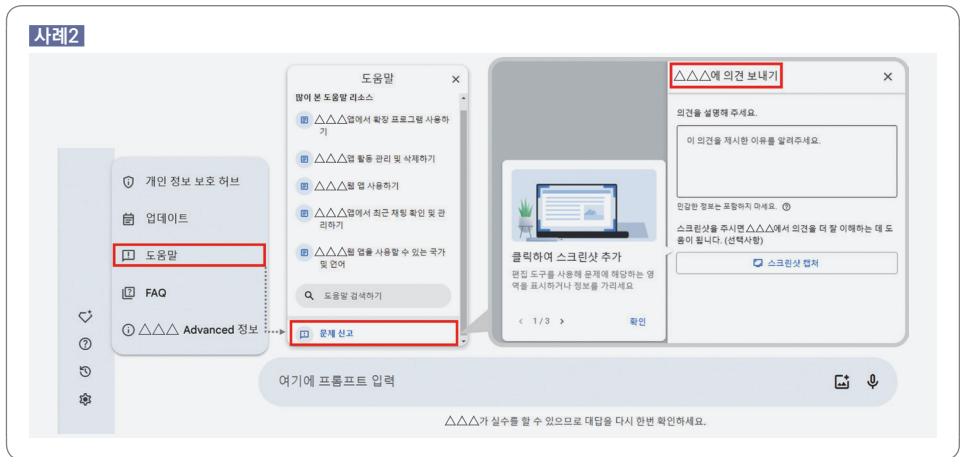 사례2
개인 정보 보호 허브
업데이트
도움말
FAQ
△△△ Advanced 정보
도움말
많이 본 도움말 리소스
△△△앱에서 확장 프로그램 사용하
기
△△△앱 활동 관리 및 삭제하기
△△△웹 앱 사용하기
△△△앱에서 최근 채팅 확인 및 관
리하기
△△△웹 앱을 사용할 수 있는 국가
및 언어
도움말 검색하기
문제 신고
클릭하여 스크린샷 추가
편집 도구를 사용해 문제에 해당하는 영
역을 표시하거나 정보를 가리세요
1/3
확인
△△△에 의견 보내기
의견을 설명해 주세요.
이 의견을 제시한 이유를 알려주세요.
민감한 정보는 포함하지 마세요.
스크린샷을 주시면 △△△에서 의견을 더 잘 이해하는 데 도
움이 됩니다. (선택사항)
스크린샷 캡처
여기에 프롬프트 입력
△△△가 실수를 할 수 있으므로 대답을 다시 한번 확인하세요.